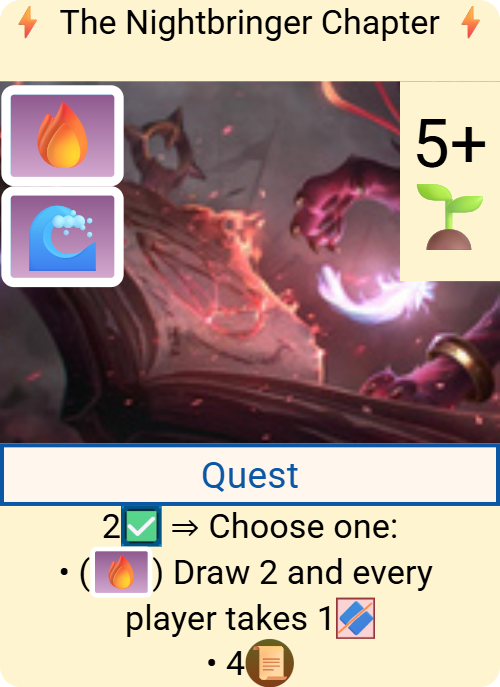 ⚡ The Nightbringer Chapter ⚡
5+
Quest
2✅ ⇒ Choose one:
• (🔥) Draw 2 and every
player takes 1
• 4📜